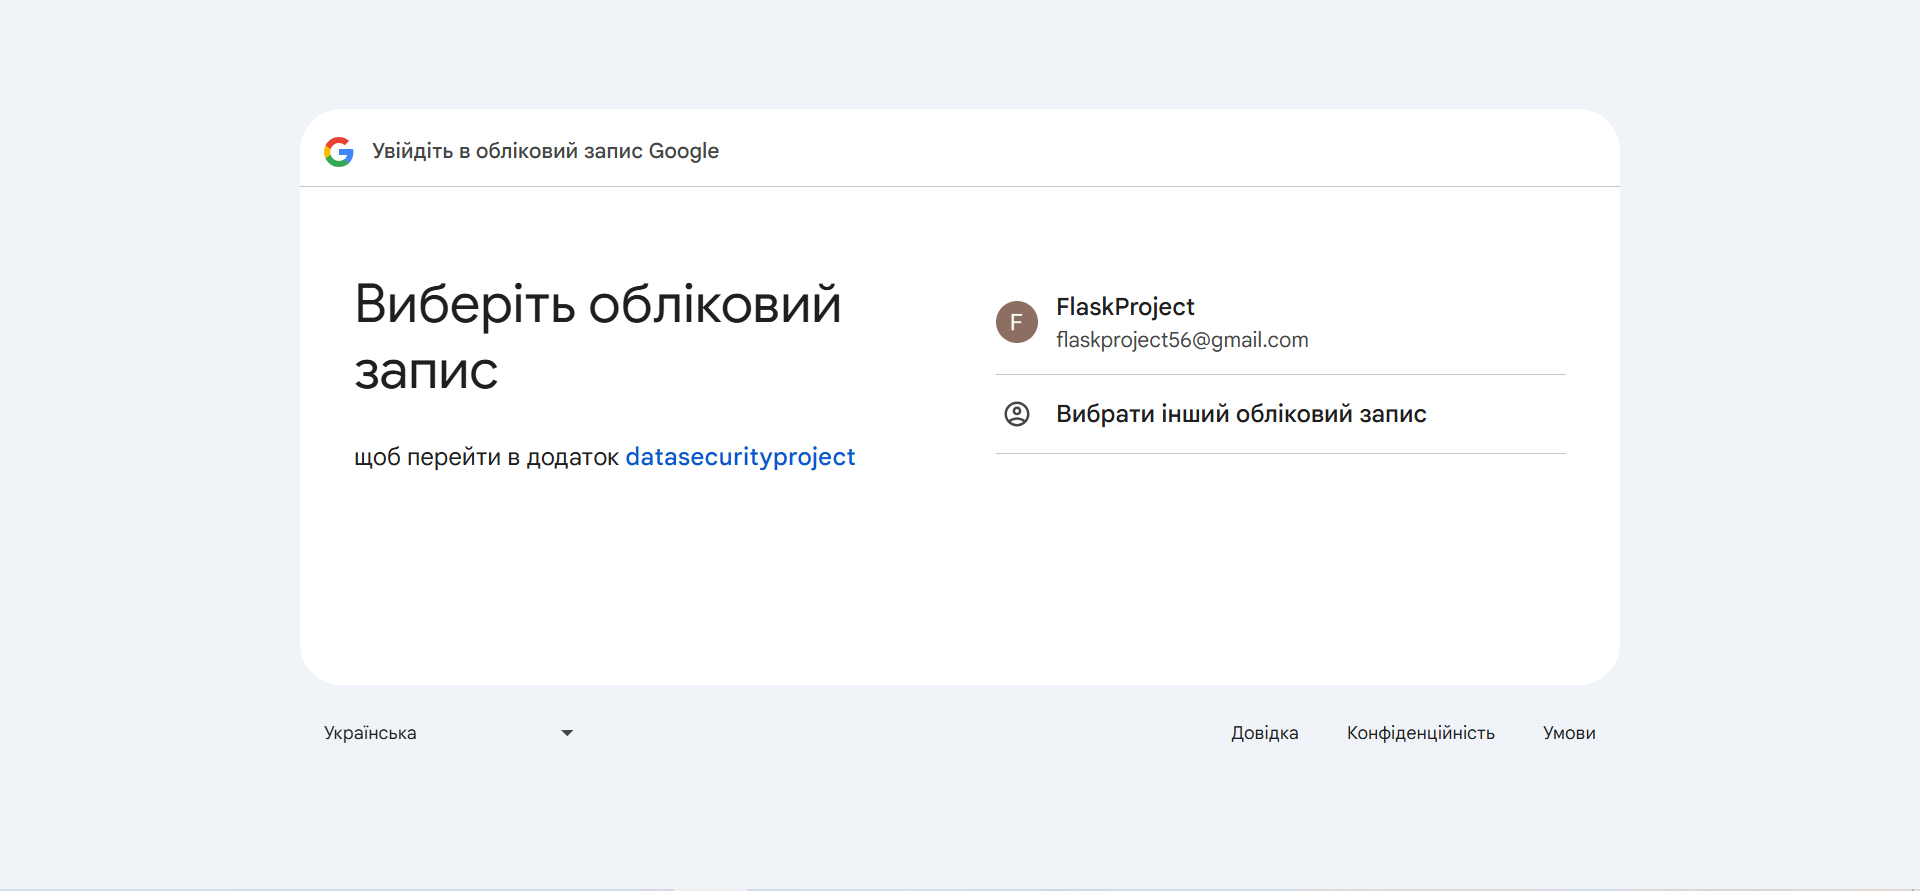 Увійдіть в обліковий запис Google
Виберіть обліковий
запис
щоб перейти в додаток datasecurityproject
F
FlaskProject
flaskproject56@gmail.com
Вибрати інший обліковий запис
Українська
Довідка
Конфіденційність
Умови